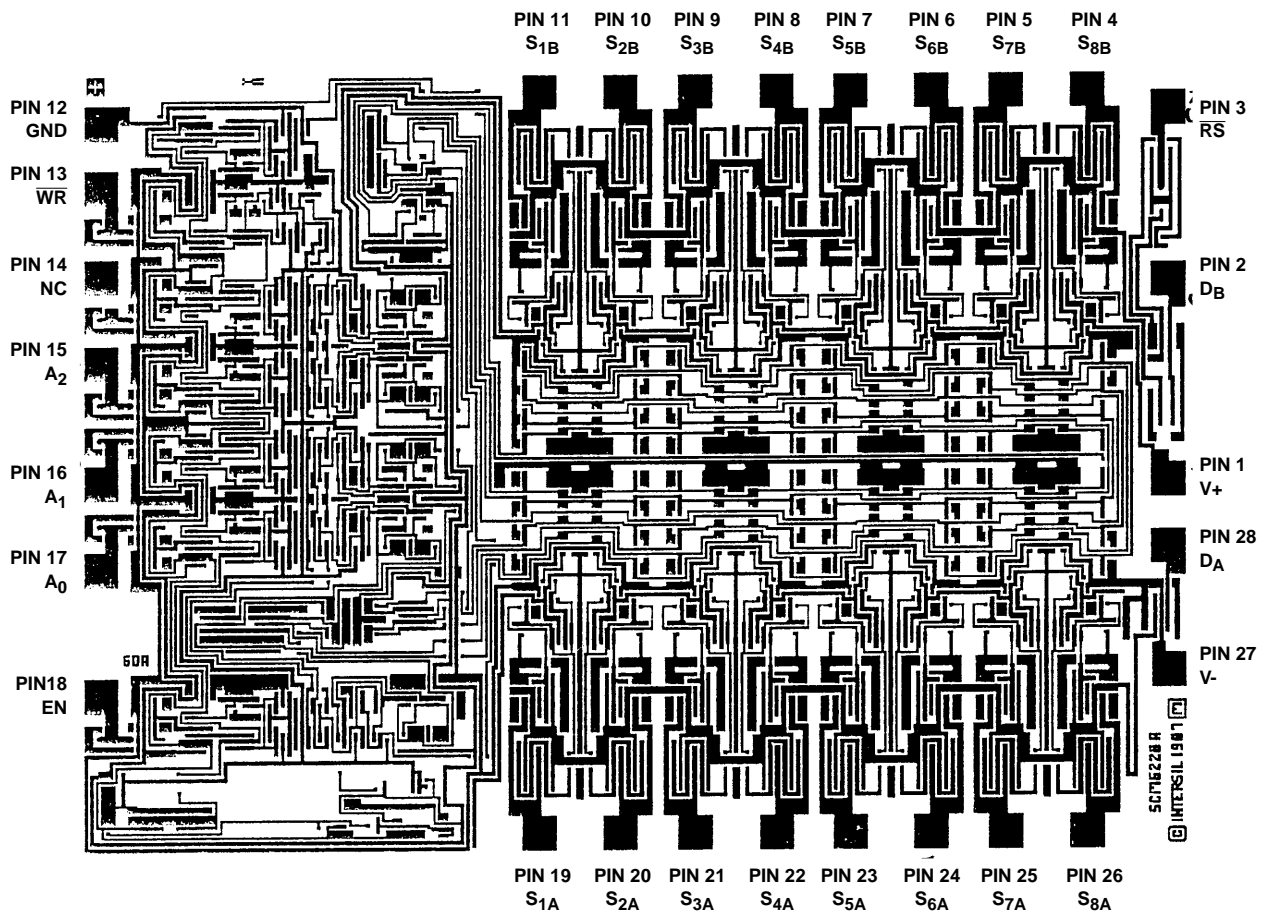 PIN 11 PIN 10 PIN 9 PIN 8 PIN 7 PIN 6 PIN 5 PIN 4
S1B S2B S3B S4B S5B S6B S7B S8B
PIN 12
GND
PIN 13
WR
PIN 14
NC
PIN 15
A2
PIN 16
A1
PIN 17
A0
60A
PIN18
EN
PIN 3
RS
PIN 2
DB
PIN 1
V+
PIN 28
DA
PIN 27
V-
© INTERSIL 1987 M
PIN 19 PIN 20 PIN 21 PIN 22 PIN 23 PIN 24 PIN 25 PIN 26
S1A S2A S3A S4A S5A S6A S7A S8A